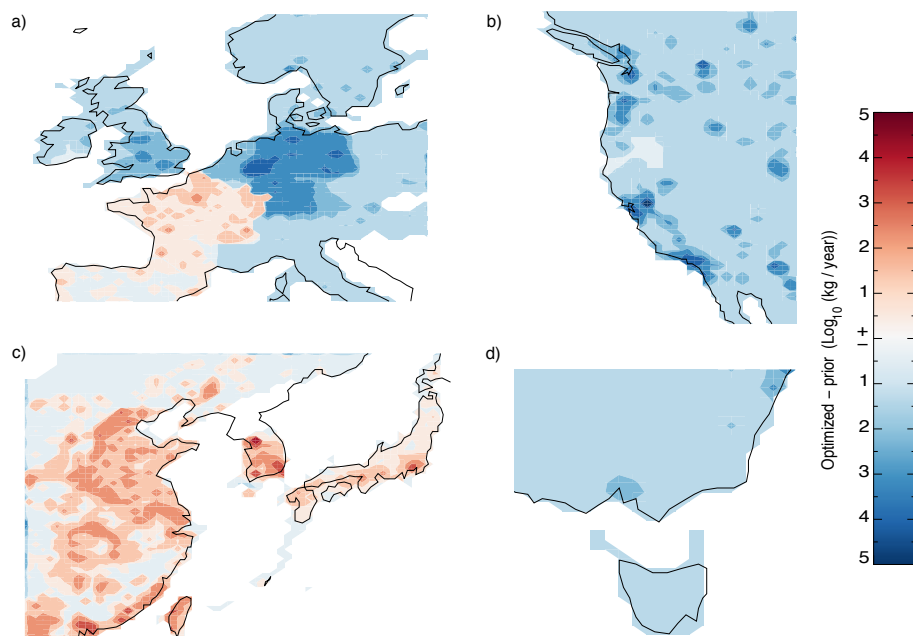 a)
b)
c)
d)
5
4
3
2
1
+
−
1
2
3
4
5
Optimized − prior (Log10 (kg / year))